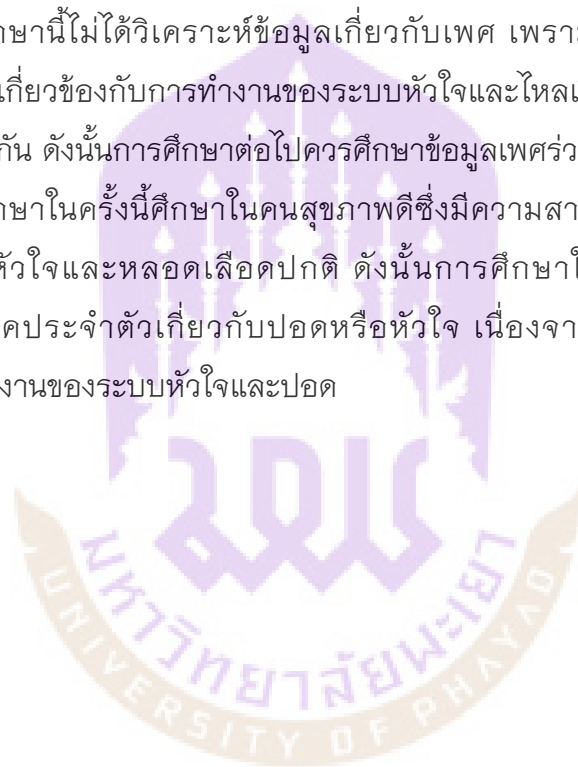 ษานี้ไม่ได้วิเคราะห์ข้อมูลเกี่ยวกับเพศ เพรา
เกี่ยวข้องกับการทำงานของระบบหัวใจและไหลเ
กัน ดังนั้นการศึกษาต่อไปควรศึกษาข้อมูลเพศร่ว
ษาในครั้งนี้ศึกษาในคนสุขภาพดีซึ่งมีความสา
หัวใจและหลอดเลือดปกติ ดังนั้นการศึกษาใ
คประจำตัวเกี่ยวกับปอดหรือหัวใจ เนื่องจา
งานของระบบหัวใจและปอด
มพ
มหาวิทยาลัยพะเยา
UNIVERSITY OF PHAYAO